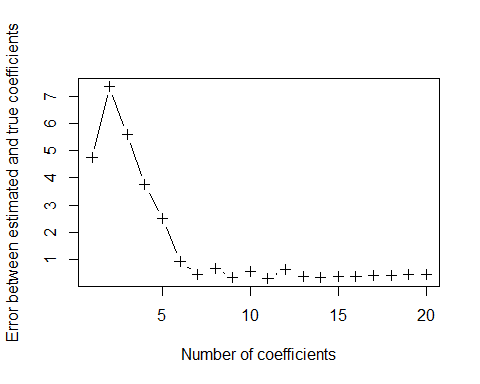 Error between estimated and true coefficients
7
6
5
4
3
2
1
5 10 15 20
Number of coefficients